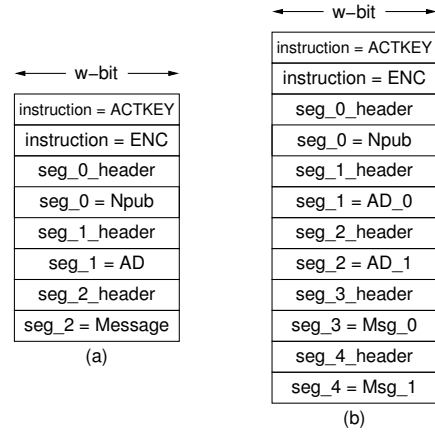 w-bit
instruction = ACTKEY
instruction = ENC
seg_0_header
seg_0 = Npub
seg_1_header
seg_1 = AD
seg_2_header
seg_2 = Message
(a)
w-bit
instruction = ACTKEY
instruction = ENC
seg_0_header
seg_0 = Npub
seg_1_header
seg_1 = AD_0
seg_2_header
seg_2 = AD_1
seg_3_header
seg_3 = Msg_0
seg_4_header
seg_4 = Msg_1
(b)